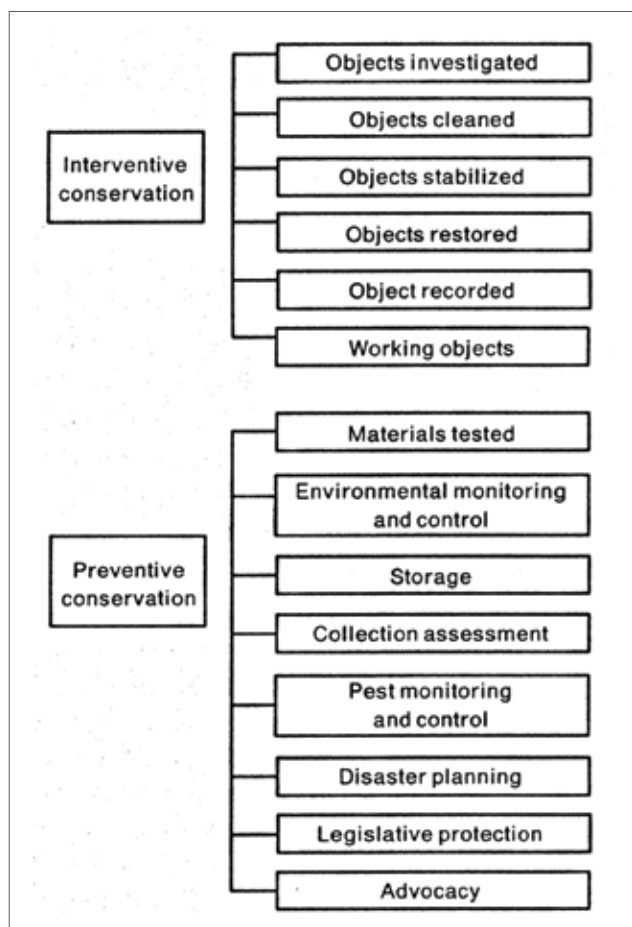 Objects investigated
Objects cleaned
Interventive
conservation
Objects stabilized
Objects restored
Object recorded
Working objects
Materials tested
Environmental monitoring
and control
Preventive
conservation
Storage
Collection assessment
Pest monitoring
and control
Disaster planning
Legislative protection
Advocacy